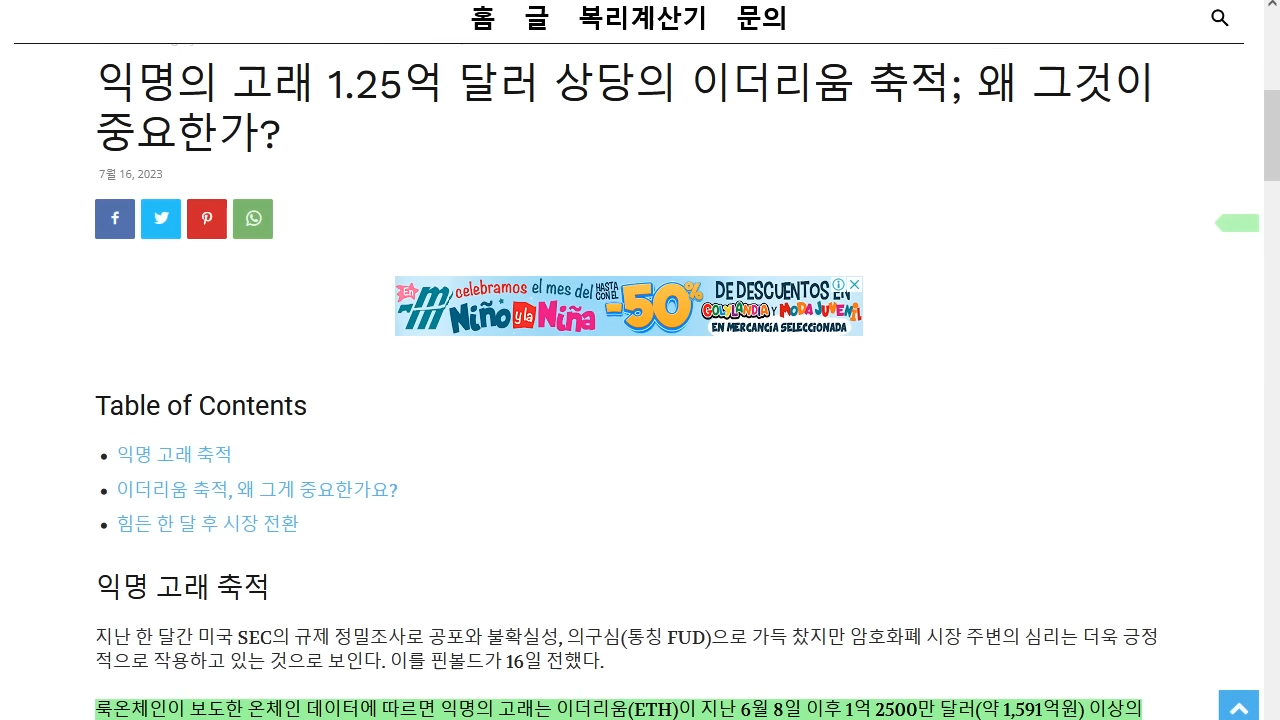 홈 글 복리계산기 문의
익명의 고래 1.25억 달러 상당의 이더리움 축적; 왜 그것이
중요한가?
7월 16, 2023
En
celebramos el mes del
Niño y la Niña
HASTA
CON EL
-50%
DE DESCUENTOS EN
GOLYLANDIA Y MODA JUVENIL
EN MERCANCÍA SELECCIONADA
Table of Contents
• 익명 고래 축적
• 이더리움 축적, 왜 그게 중요한가요?
• 힘든 한 달 후 시장 전환
익명 고래 축적
지난 한 달간 미국 SEC의 규제 정밀조사로 공포와 불확실성, 의구심(통칭 FUD)으로 가득 찼지만 암호화폐 시장 주변의 심리는 더욱 긍정
적으로 작용하고 있는 것으로 보인다. 이를 핀볼드가 16일 전했다.
룩온체인이 보도한 온체인 데이터에 따르면 익명의 고래는 이더리움(ETH)이 지난 6월 8일 이후 1억 2500만 달러(약 1,591억원) 이상의